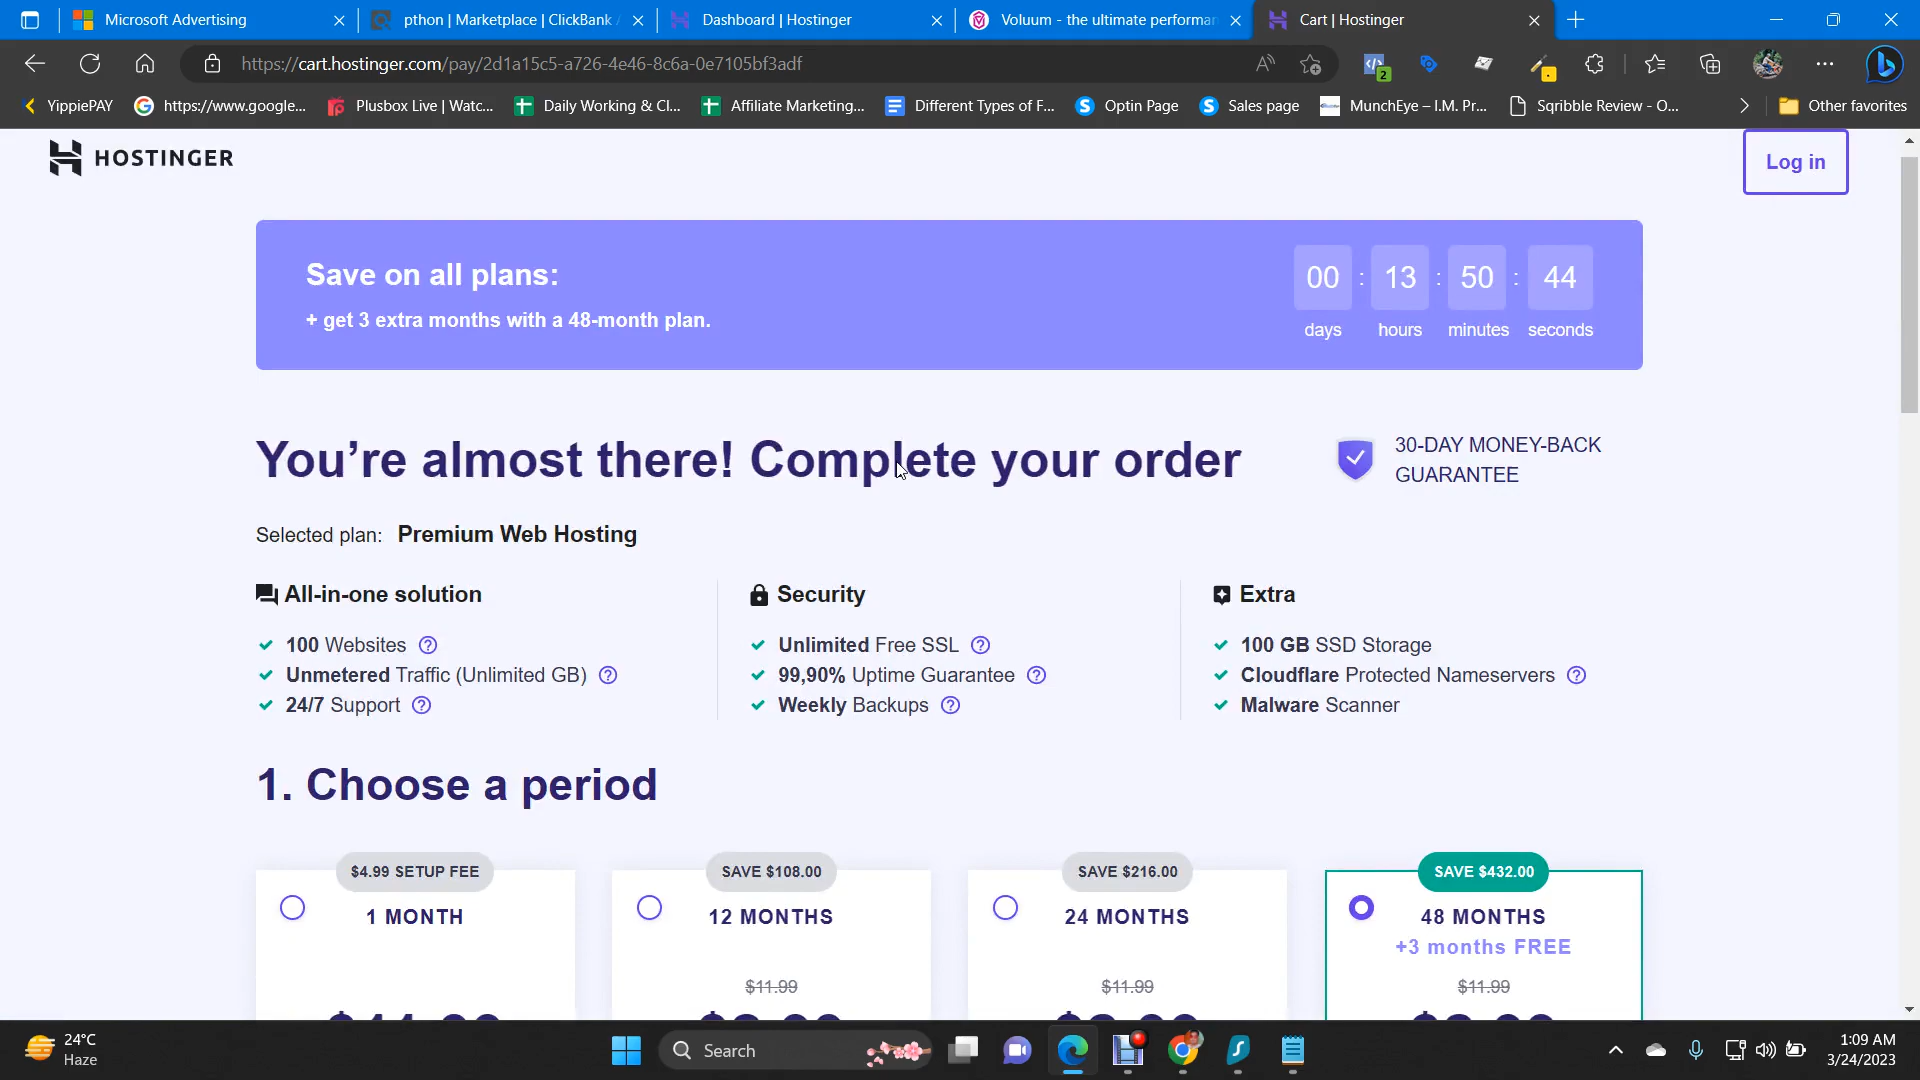 Microsoft Advertising
pthon | Marketplace | ClickBank
Dashboard | Hostinger
Voluum - the ultimate performan
Cart | Hostinger
https://cart.hostinger.com/pay/2d1a15c5-a726-4e46-8c6a-0e7105bf3adf
2
YippiePAY
https://www.google...
Plusbox Live | Watc...
Daily Working & Cl...
Affiliate Marketing...
Different Types of F...
Optin Page
Sales page
MunchEye – I.M. Pr...
Sqribble Review - O...
Other favorites
HOSTINGER
Log in
Save on all plans:
+ get 3 extra months with a 48-month plan.
00 : 13 : 50 : 44
days hours minutes seconds
You're almost there! Complete your order
30-DAY MONEY-BACK
GUARANTEE
Selected plan: Premium Web Hosting
All-in-one solution
100 Websites
Unmetered Traffic (Unlimited GB)
24/7 Support
Security
Unlimited Free SSL
99,90% Uptime Guarantee
Weekly Backups
Extra
100 GB SSD Storage
Cloudflare Protected Nameservers
Malware Scanner
1. Choose a period
$4.99 SETUP FEE
1 MONTH
SAVE $108.00
12 MONTHS
$11.99
SAVE $216.00
24 MONTHS
$11.99
SAVE $432.00
48 MONTHS
+3 months FREE
$11.99
24°C
Haze
Search
1:09 AM
3/24/2023